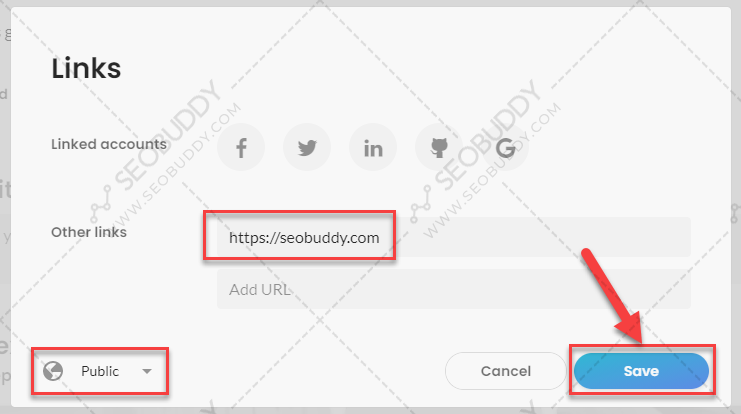 Links
Linked accounts
Other links
https://seobuddy.com
Add URL
Public
Cancel
Save
SEOBUDDY
WWW.SEOBUDDY.COM
SEOBUDDY
WWW.SEOBUDDY.COM